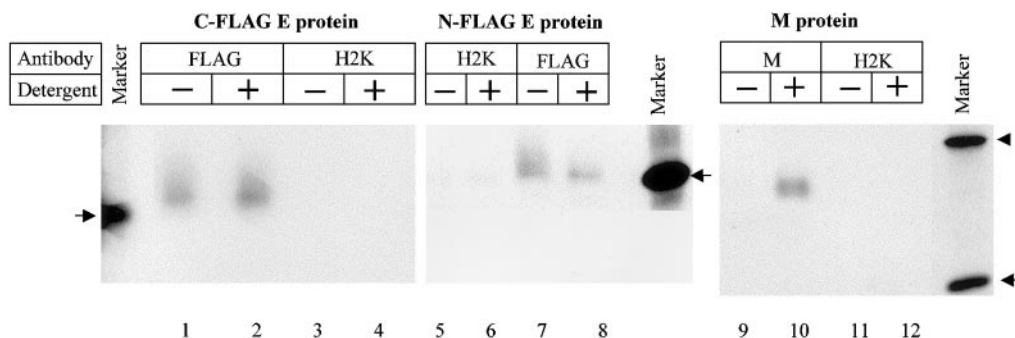 C-FLAG E protein N-FLAG E protein M protein
Antibody Marker FLAG H2K H2K FLAG Marker M H2K Marker
Detergent − + − + − + − + − + − +
1 2 3 4 5 6 7 8 9 10 11 12